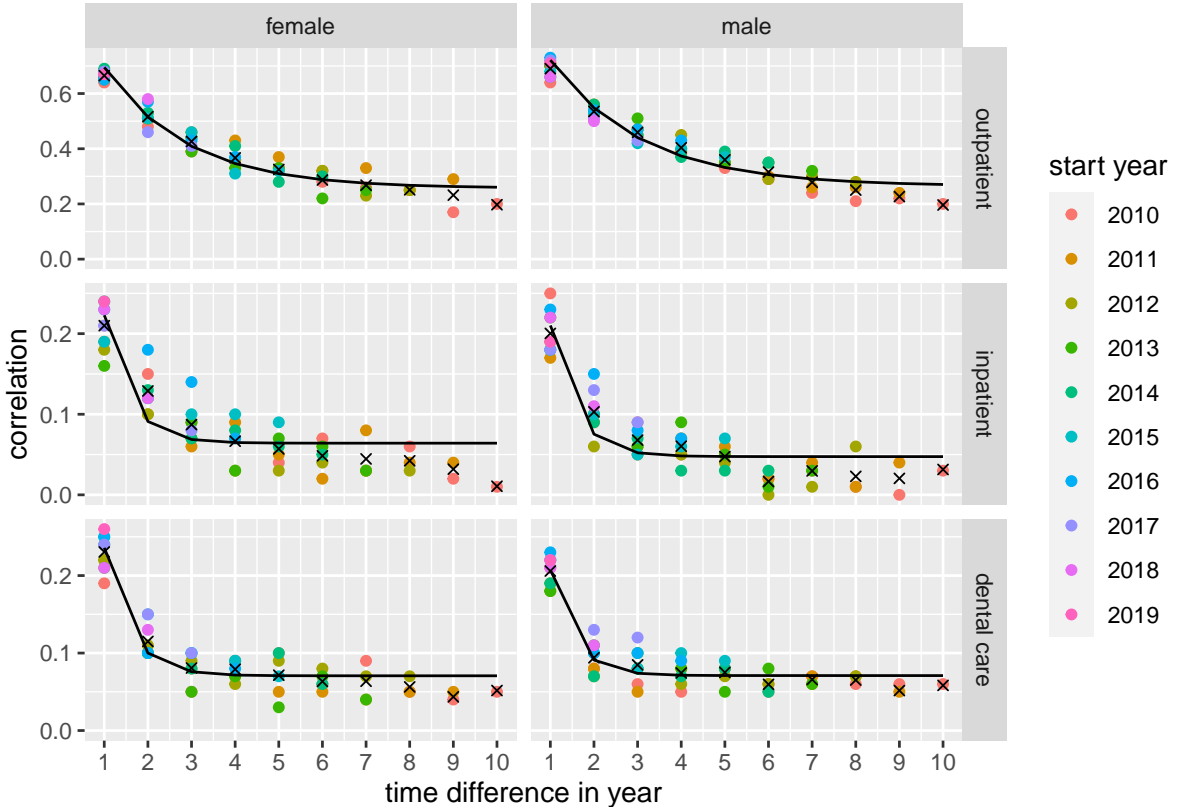 female male
outpatient
0.6
0.4
0.2
0.0
inpatient
0.2
0.1
0.0
dental care
0.2
0.1
0.0
correlation
1 2 3 4 5 6 7 8 9 10 1 2 3 4 5 6 7 8 9 10
time difference in year
start year
2010
2011
2012
2013
2014
2015
2016
2017
2018
2019